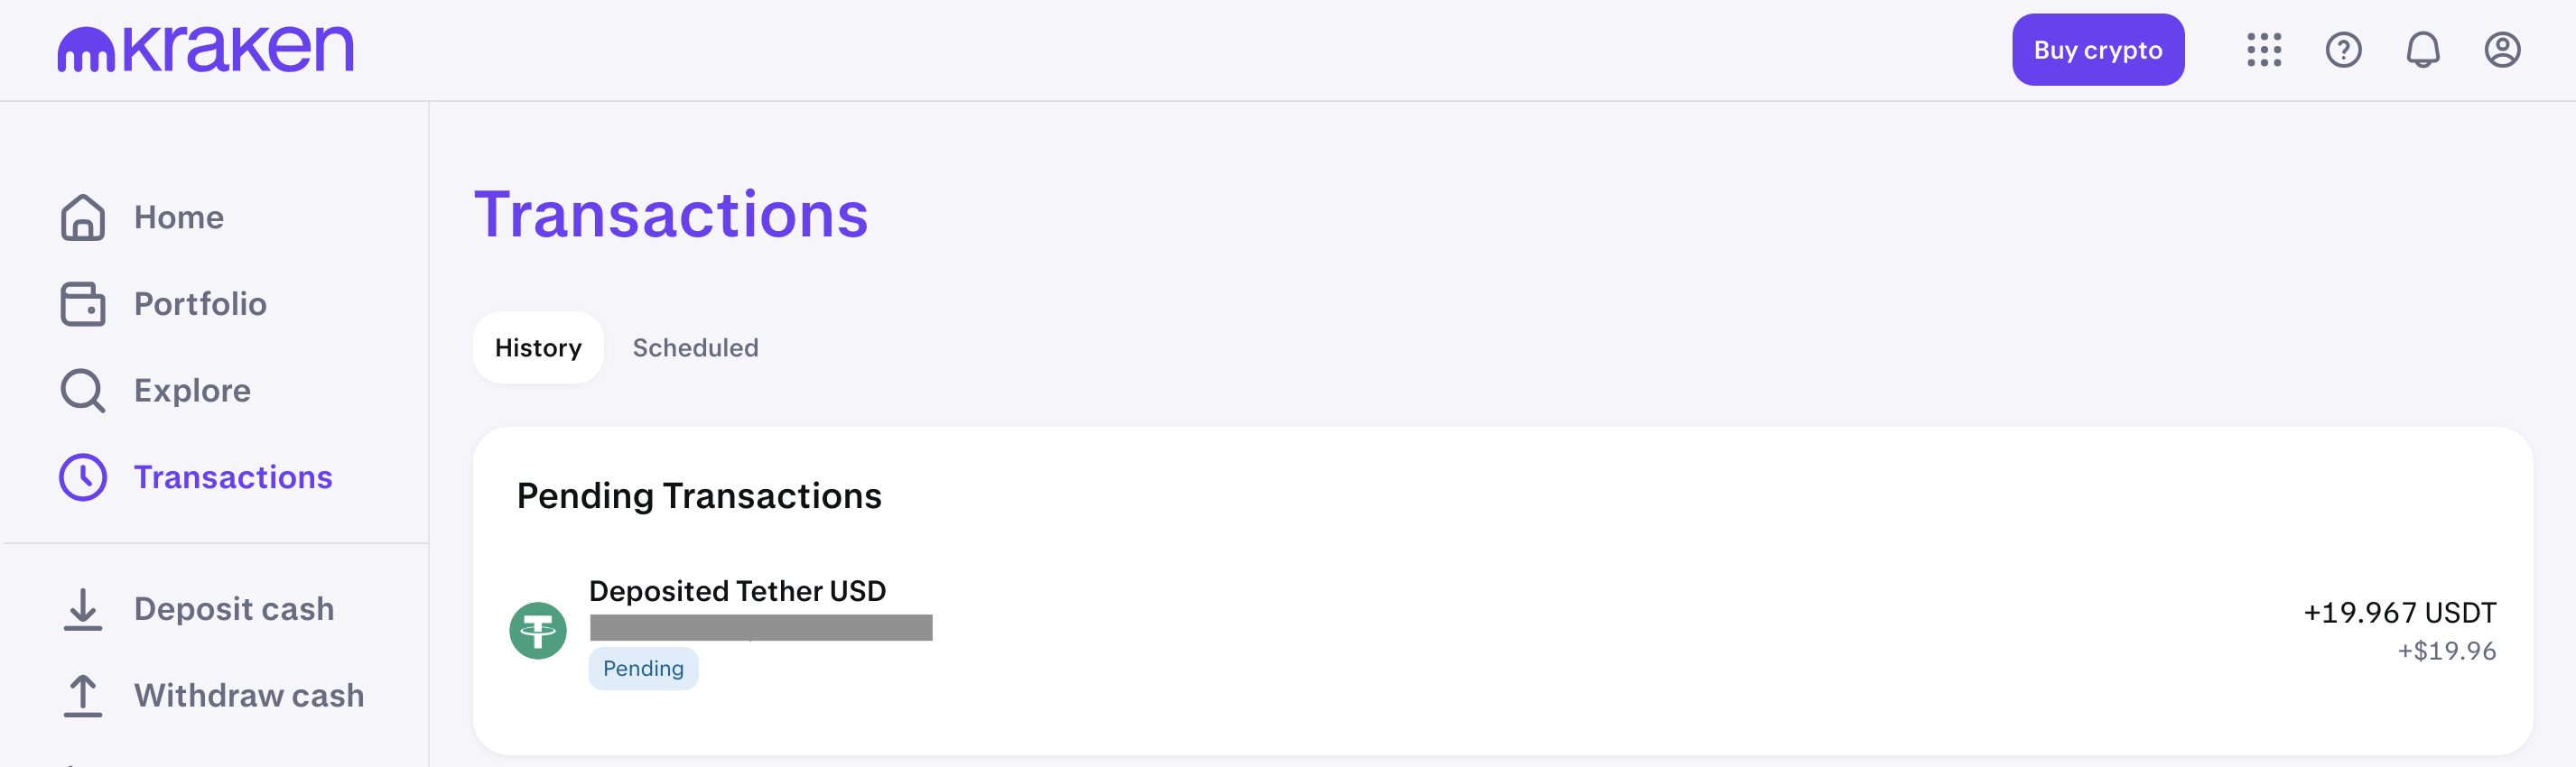 kraken
Buy crypto
Home
Portfolio
Explore
Transactions
Deposit cash
Withdraw cash
Transactions
History Scheduled
Pending Transactions
Deposited Tether USD
Pending
+19.967 USDT
+$19.96